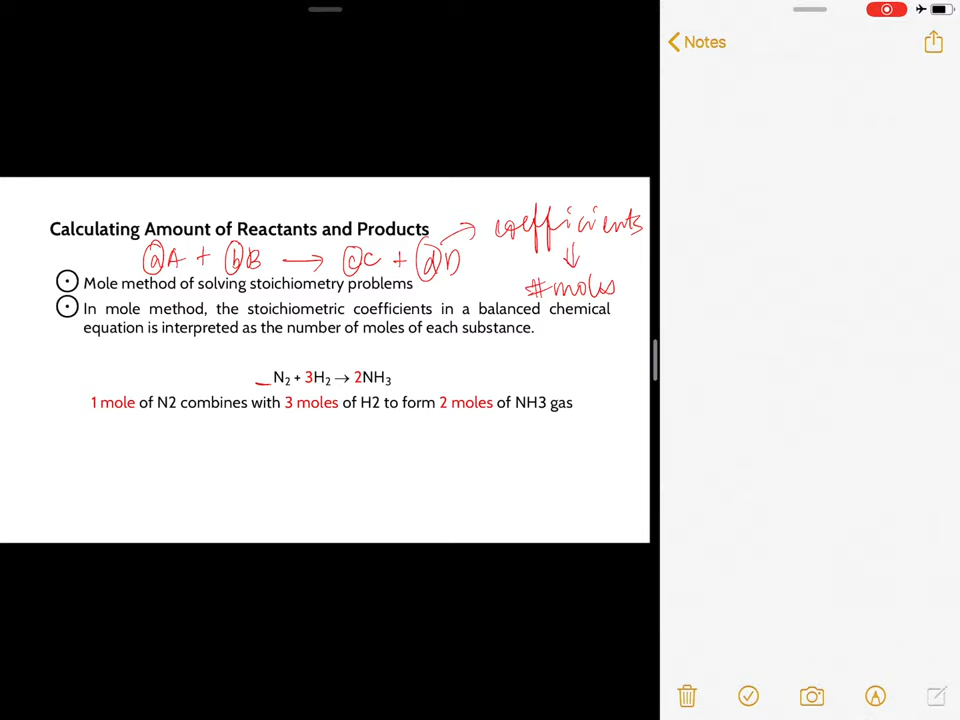 Notes
Calculating Amount of Reactants and Products
coefficients
aA + bB → cC + dD
# moles
Mole method of solving stoichiometry problems
In mole method, the stoichiometric coefficients in a balanced chemical
equation is interpreted as the number of moles of each substance.
_N₂ + 3H₂ → 2NH₃
1 mole of N2 combines with 3 moles of H2 to form 2 moles of NH3 gas